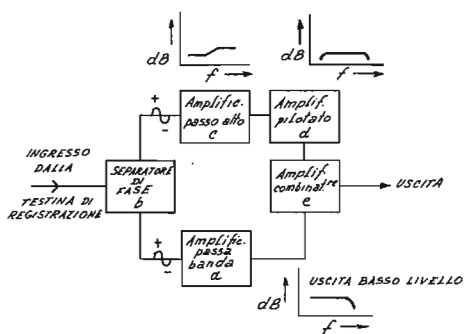 dB
f
dB
f
+
-
Amplific.
passo alto
c
Amplif.
pilotato
d
INGRESSO
DALLA
TESTINA DI
REGISTRAZIONE
SEPARATORE
DI
FASE
b
Amplif.
combinat.re
e
USCITA
+
-
Amplific.
passa
banda
a
USCITA BASSO LIVELLO
dB
f